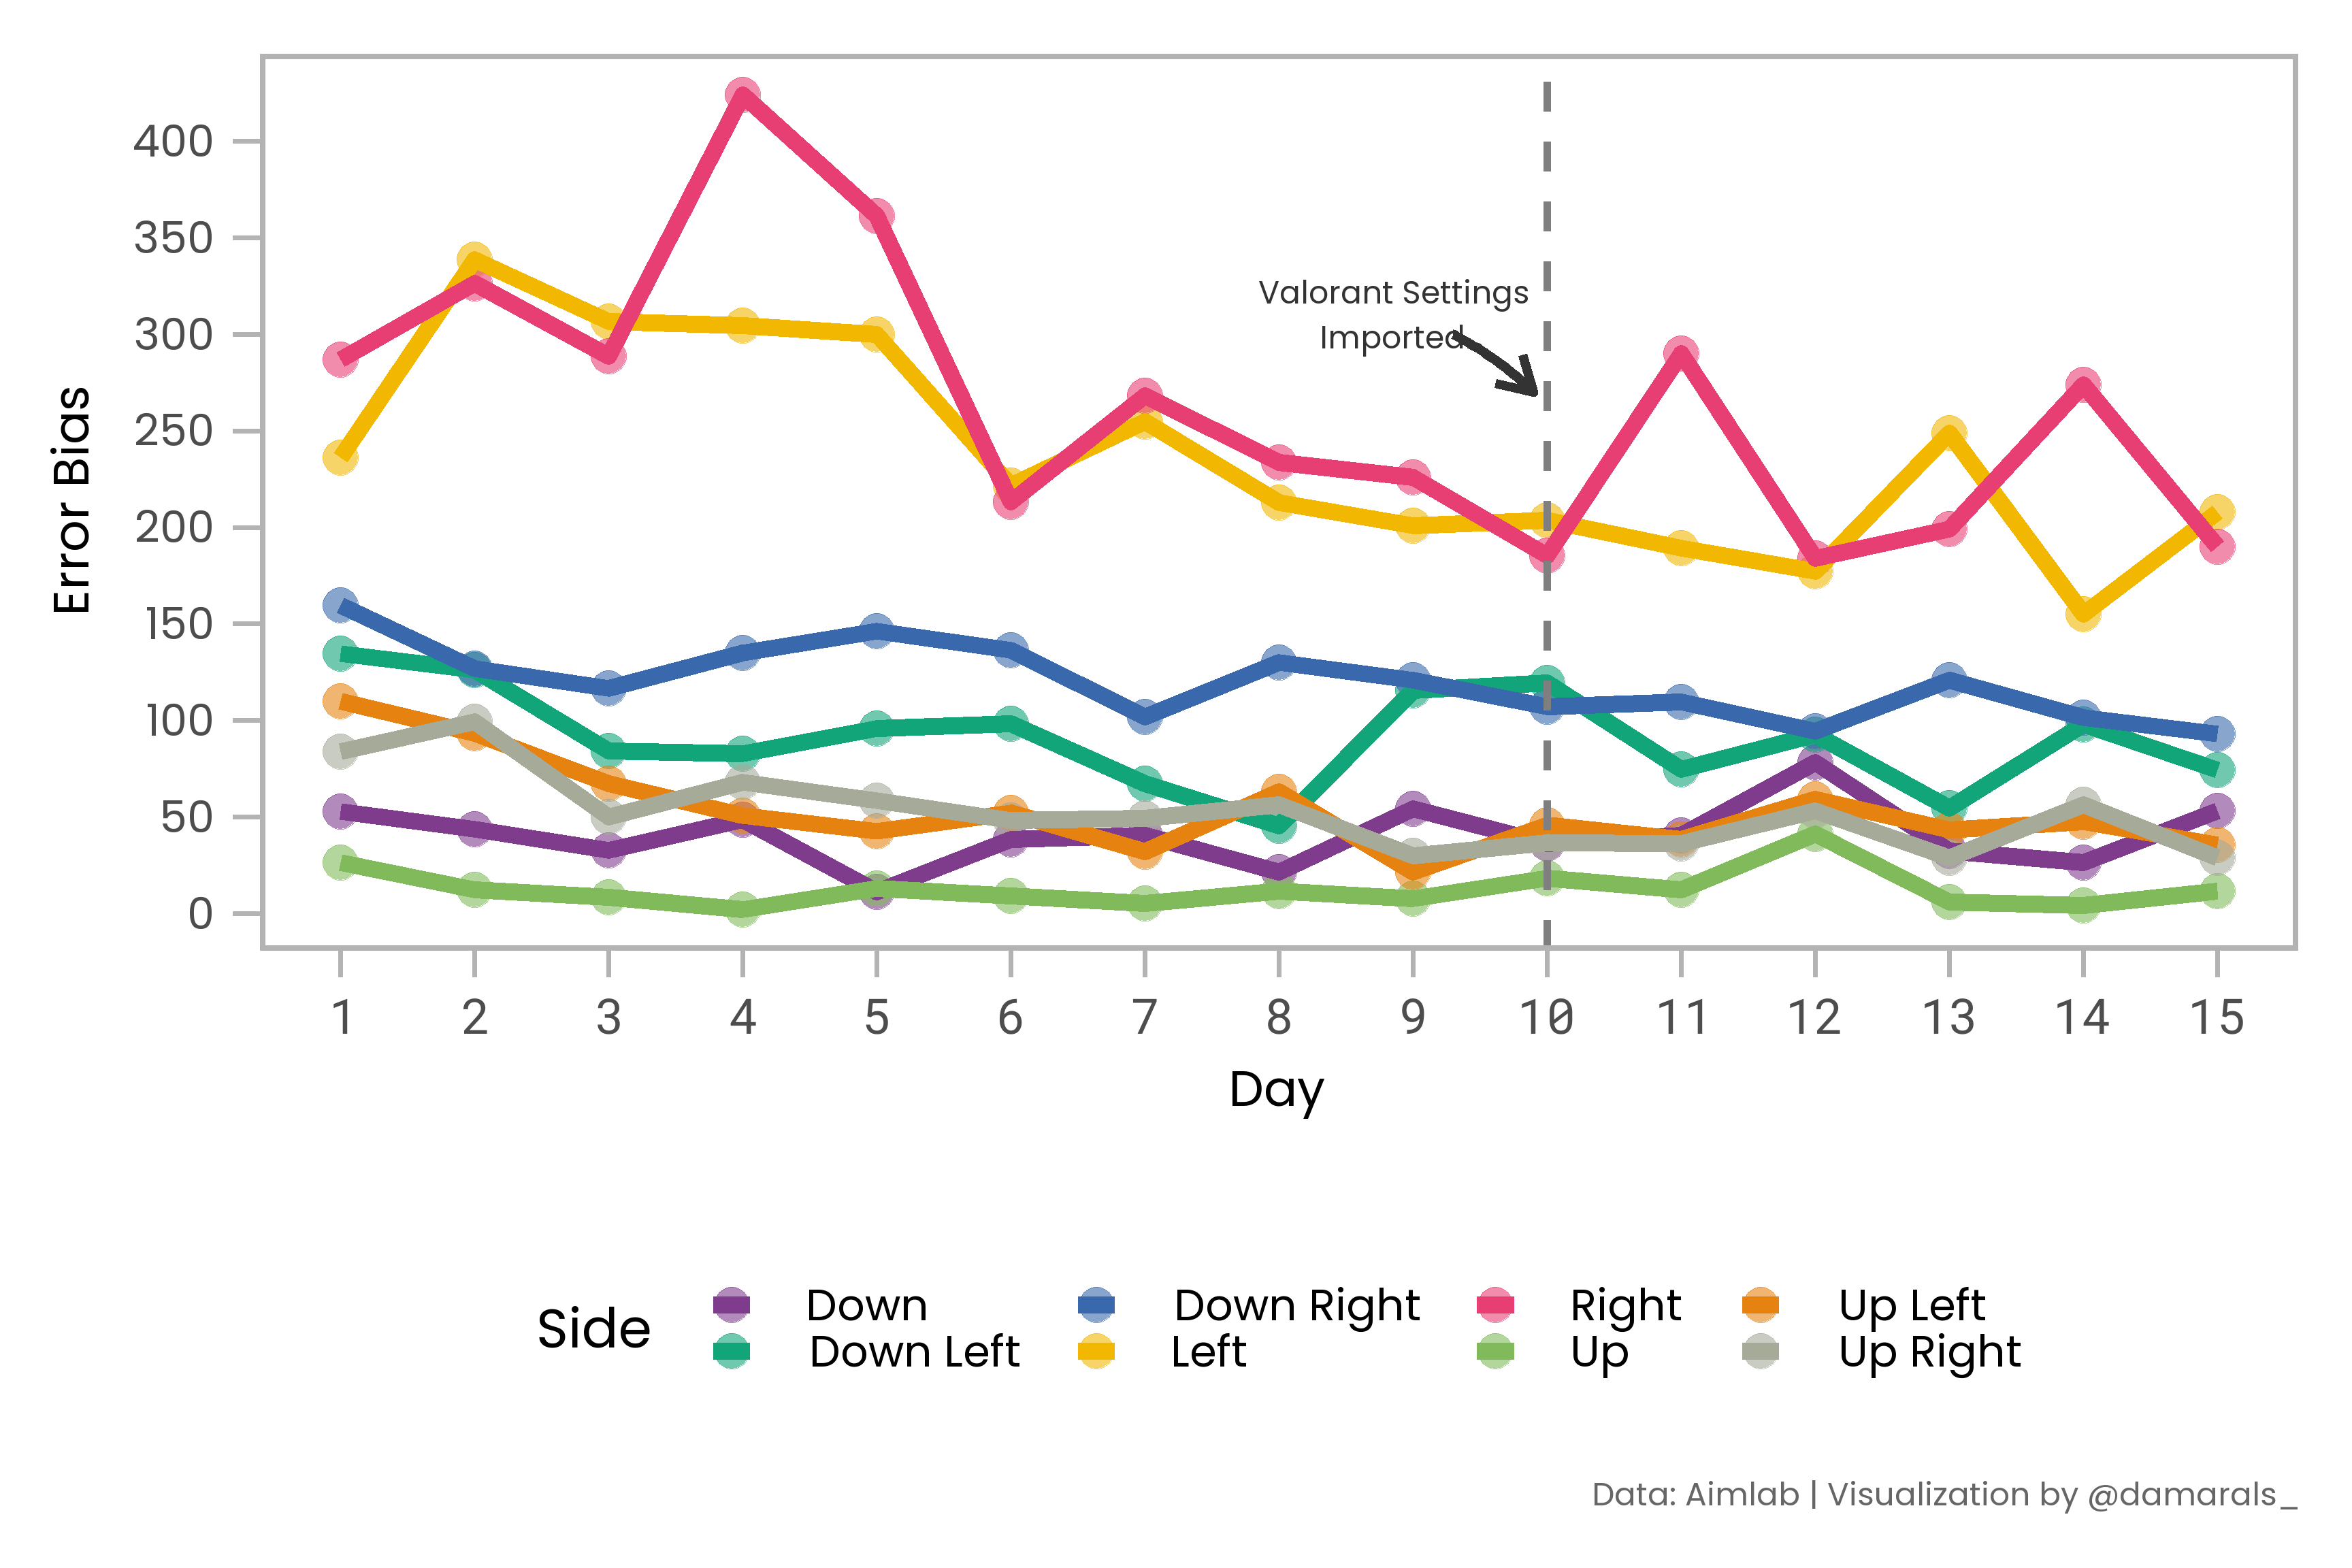 400
350
300
250
200
150
100
50
0
Error Bias
Valorant Settings
Imported
1 2 3 4 5 6 7 8 9 10 11 12 13 14 15
Day
Side
Down Down Right Right Up Left
Down Left Left Up Up Right
Data: Aimlab | Visualization by @damarals_